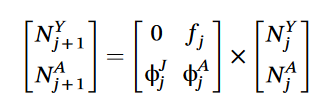 [N^Y_{j+1}] = [0 f_j] × [N^Y_j]
[N^A_{j+1}] [ϕ^J_j ϕ^A_j] [N^A_j]